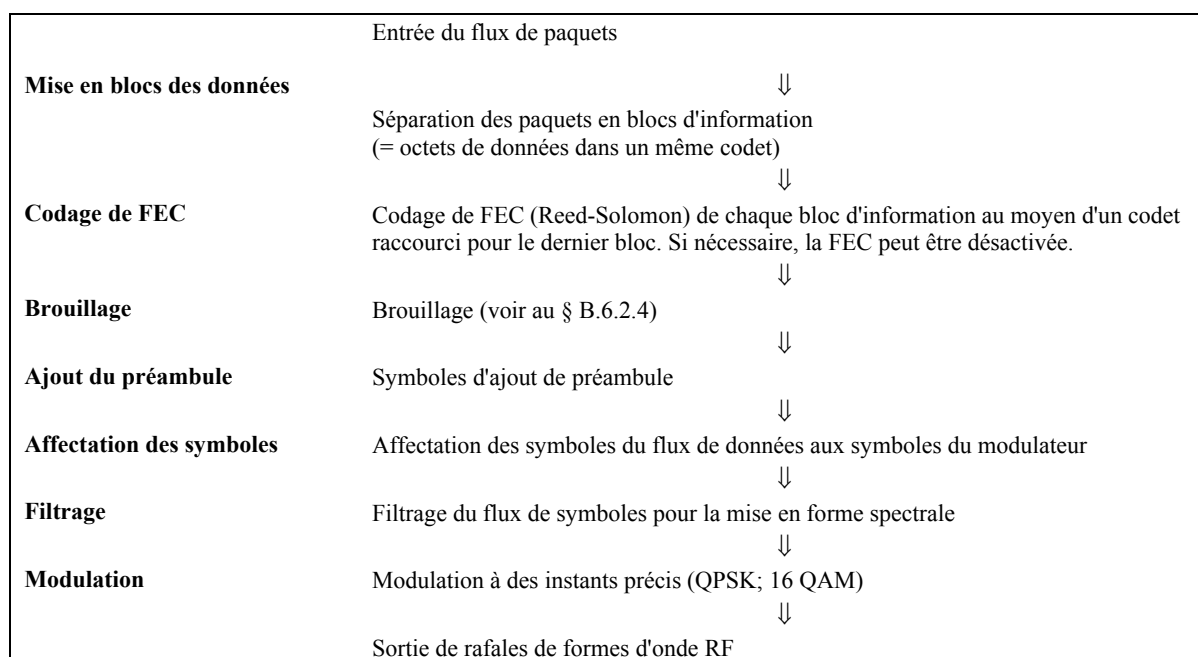 Entrée du flux de paquets
Mise en blocs des données ⇓
Séparation des paquets en blocs d'information
(= octets de données dans un même codet)
⇓
Codage de FEC Codage de FEC (Reed-Solomon) de chaque bloc d'information au moyen d'un codet
raccourci pour le dernier bloc. Si nécessaire, la FEC peut être désactivée.
⇓
Brouillage Brouillage (voir au § B.6.2.4)
⇓
Ajout du préambule Symboles d'ajout de préambule
⇓
Affectation des symboles Affectation des symboles du flux de données aux symboles du modulateur
⇓
Filtrage Filtrage du flux de symboles pour la mise en forme spectrale
⇓
Modulation Modulation à des instants précis (QPSK; 16 QAM)
⇓
Sortie de rafales de formes d'onde RF